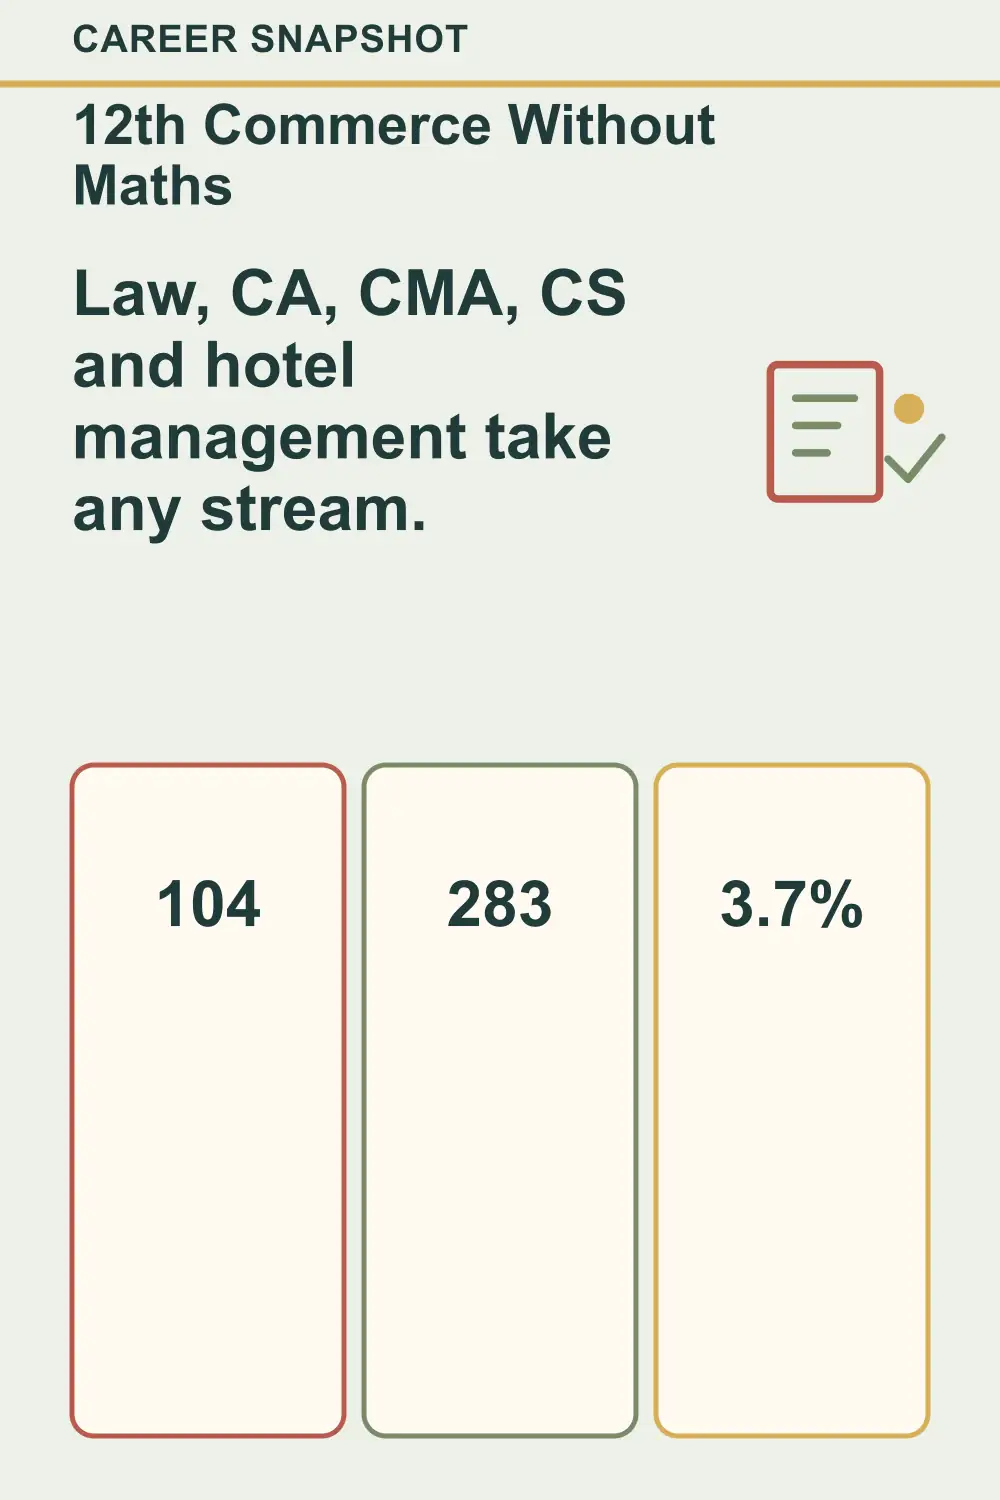 CAREER SNAPSHOT
12th Commerce Without
Maths
Law, CA, CMA, CS
and hotel
management take
any stream.
104
283
3.7%